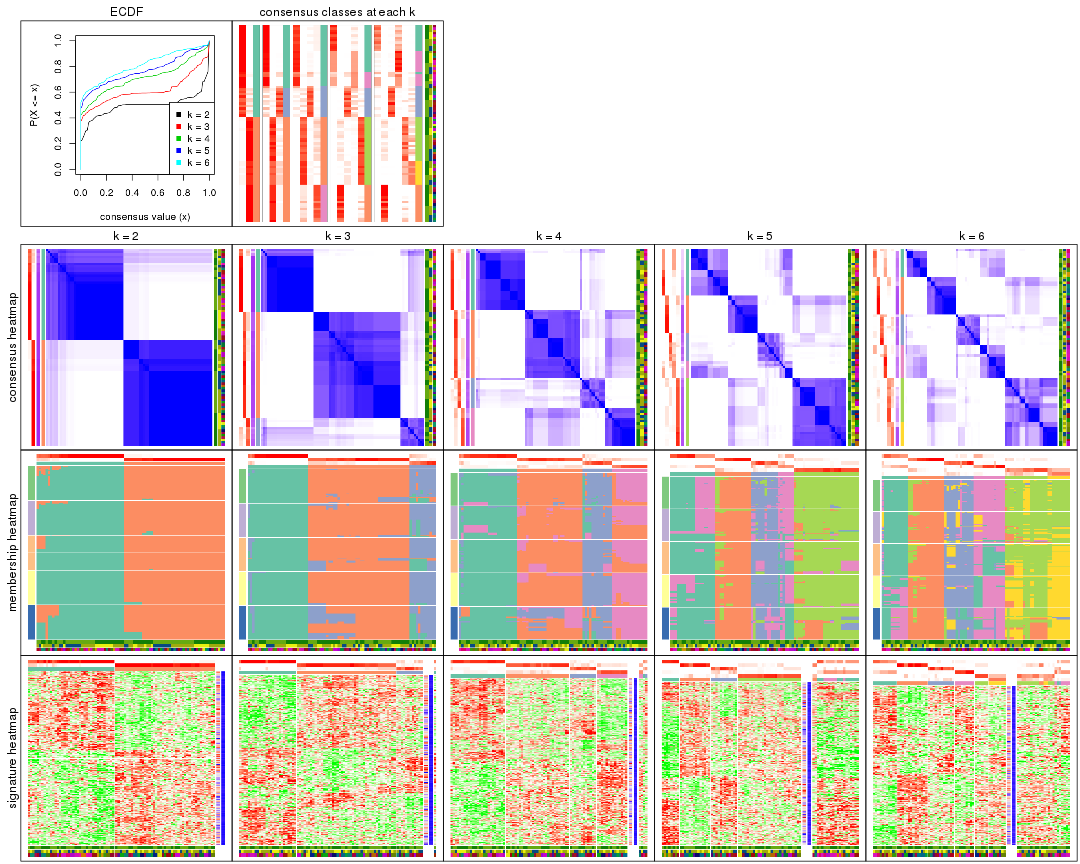 ECDF
consensus classes at each k
P(X <= x)
0.0
0.2
0.4
0.6
0.8
1.0
k = 2
k = 3
k = 4
k = 5
k = 6
0.0 0.2 0.4 0.6 0.8 1.0
consensus value (x)
k = 2
k = 3
k = 4
k = 5
k = 6
consensus heatmap
membership heatmap
signature heatmap